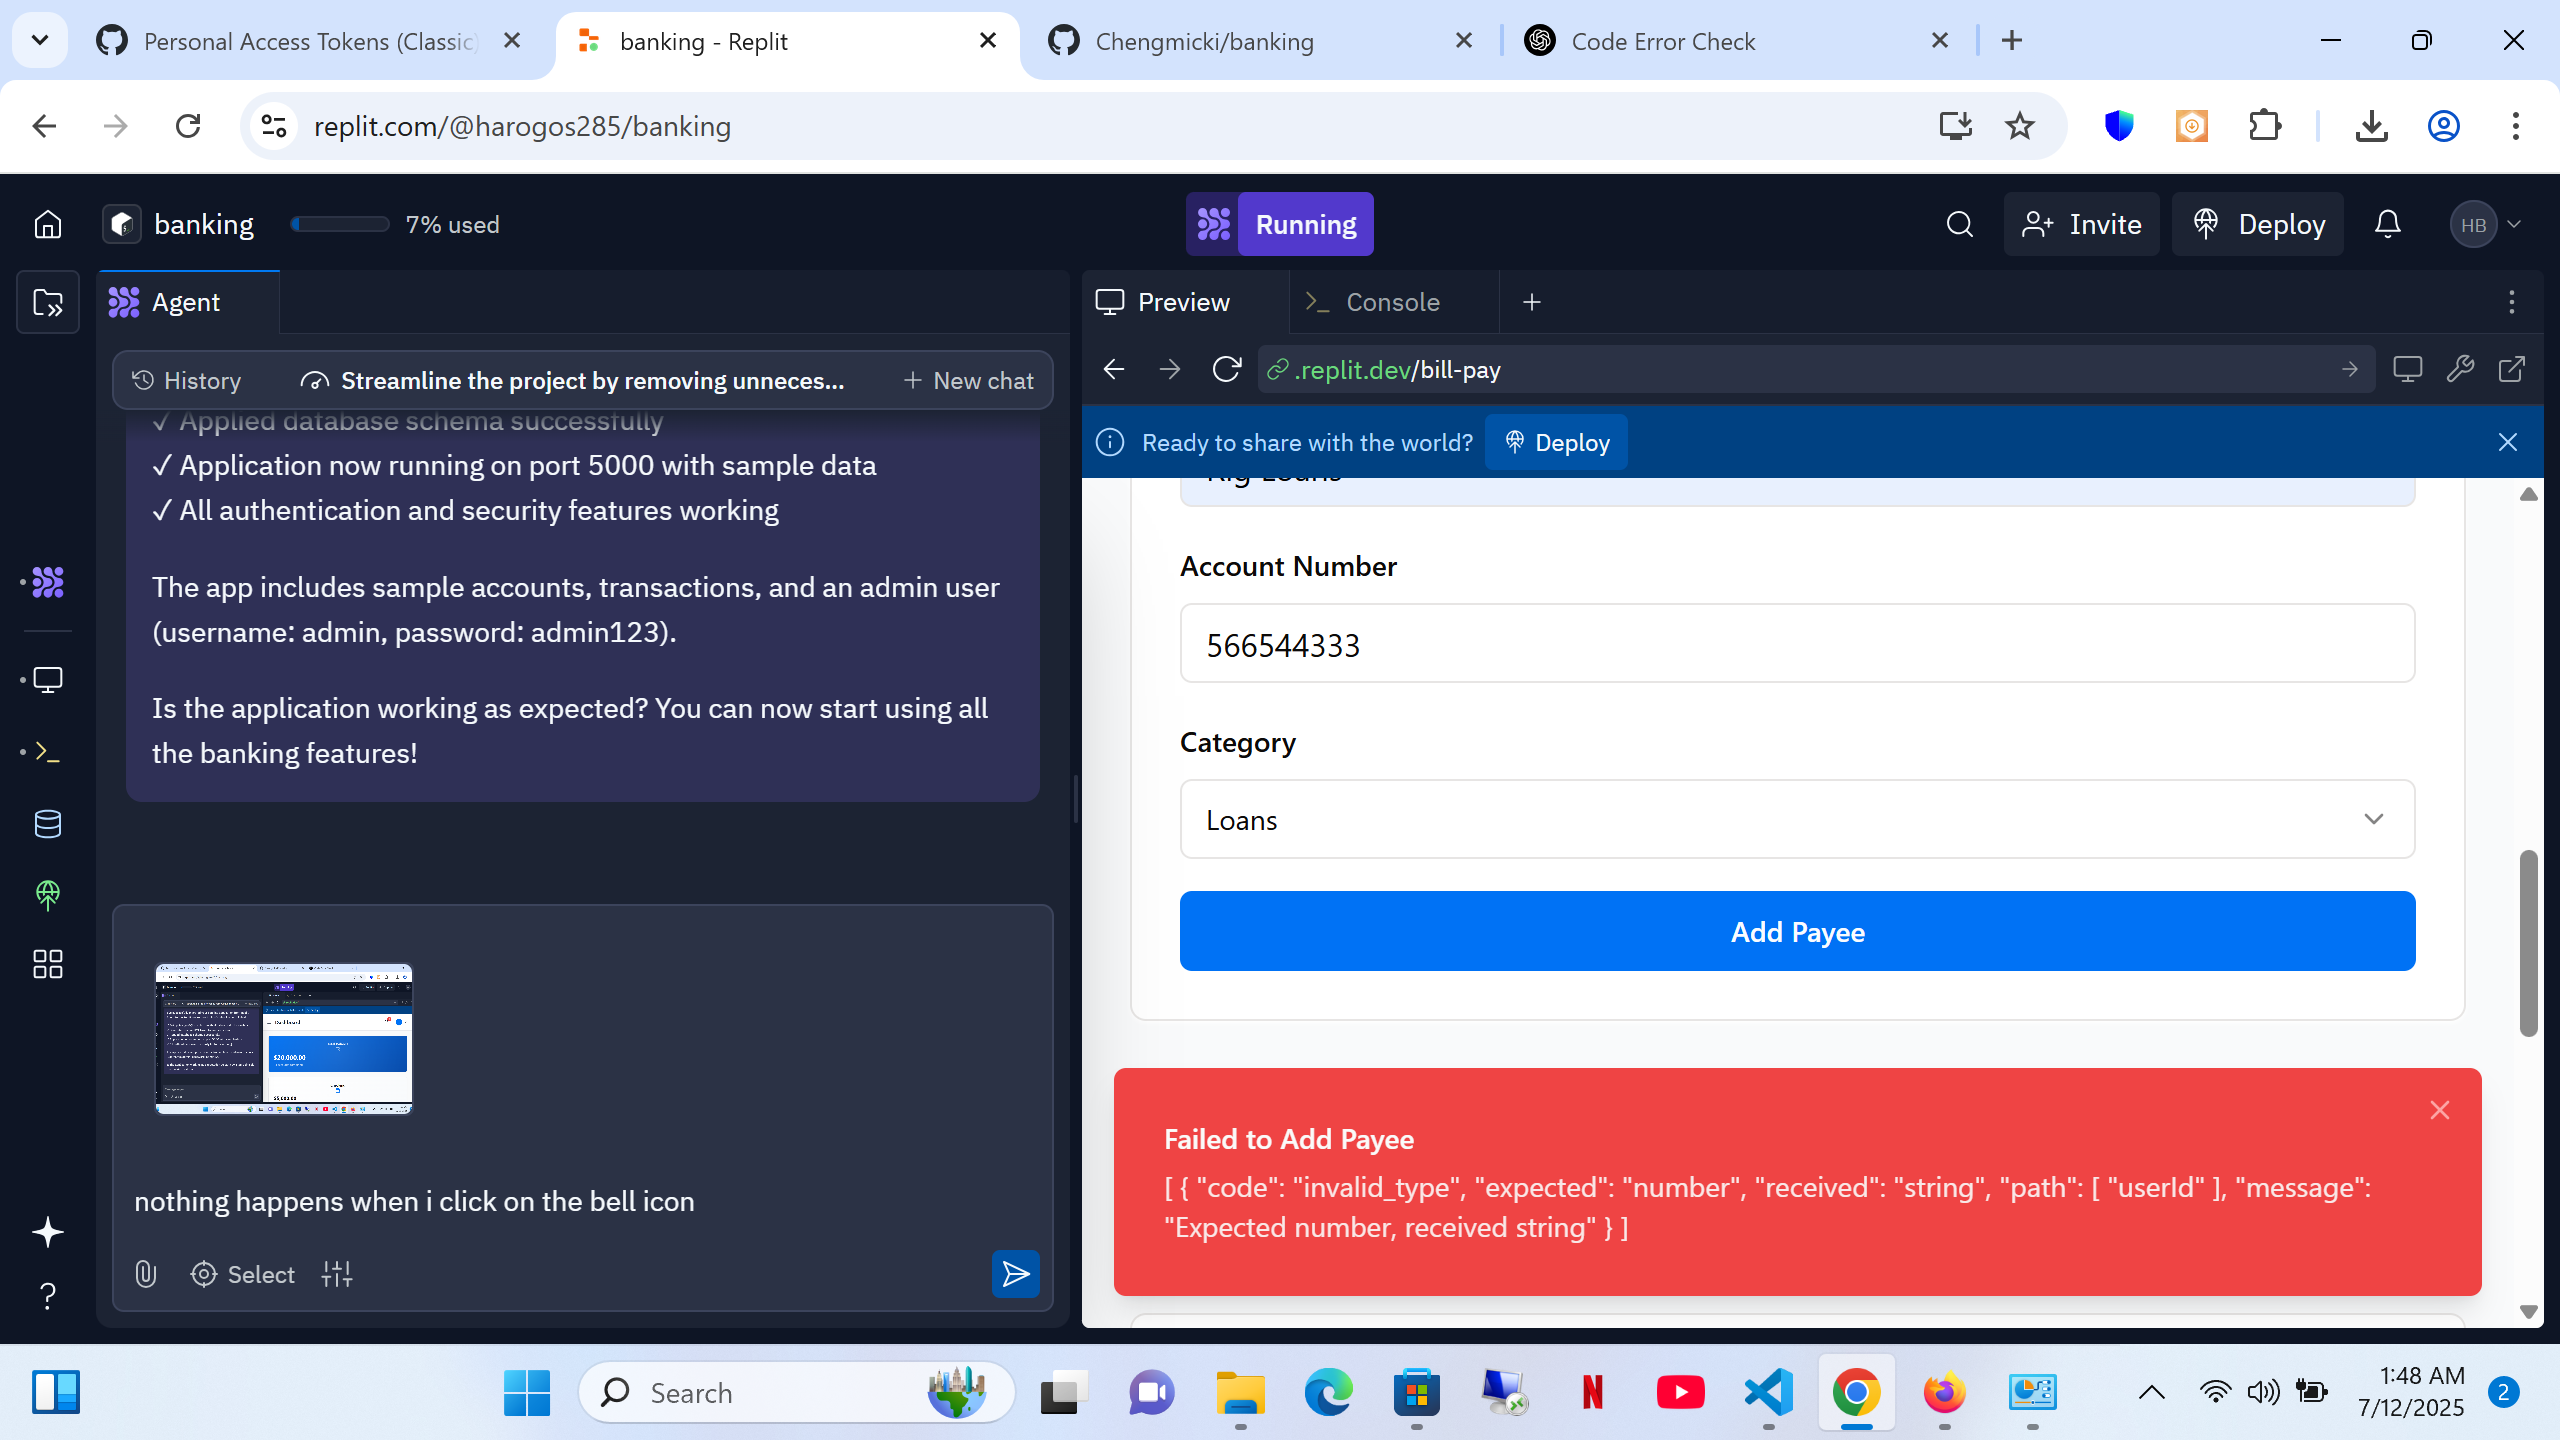 Personal Access Tokens (Classic)
banking - Replit
Chengmicki/banking
Code Error Check
replit.com/@harogos285/banking
banking
7% used
Running
Invite
Deploy
HB
Agent
Preview
Console
History
Streamline the project by removing unneces...
New chat
.replit.dev/bill-pay
Ready to share with the world?
Deploy
✓ Applied database schema successfully
✓ Application now running on port 5000 with sample data
✓ All authentication and security features working
The app includes sample accounts, transactions, and an admin user
(username: admin, password: admin123).
Is the application working as expected? You can now start using all
the banking features!
Account Number
566544333
Category
Loans
Add Payee
Dashboard
$20,000.00
$5,000.00
nothing happens when i click on the bell icon
Select
Failed to Add Payee
[ { "code": "invalid_type", "expected": "number", "received": "string", "path": [ "userId" ], "message":
"Expected number, received string" } ]
Search
1:48 AM
7/12/2025
2